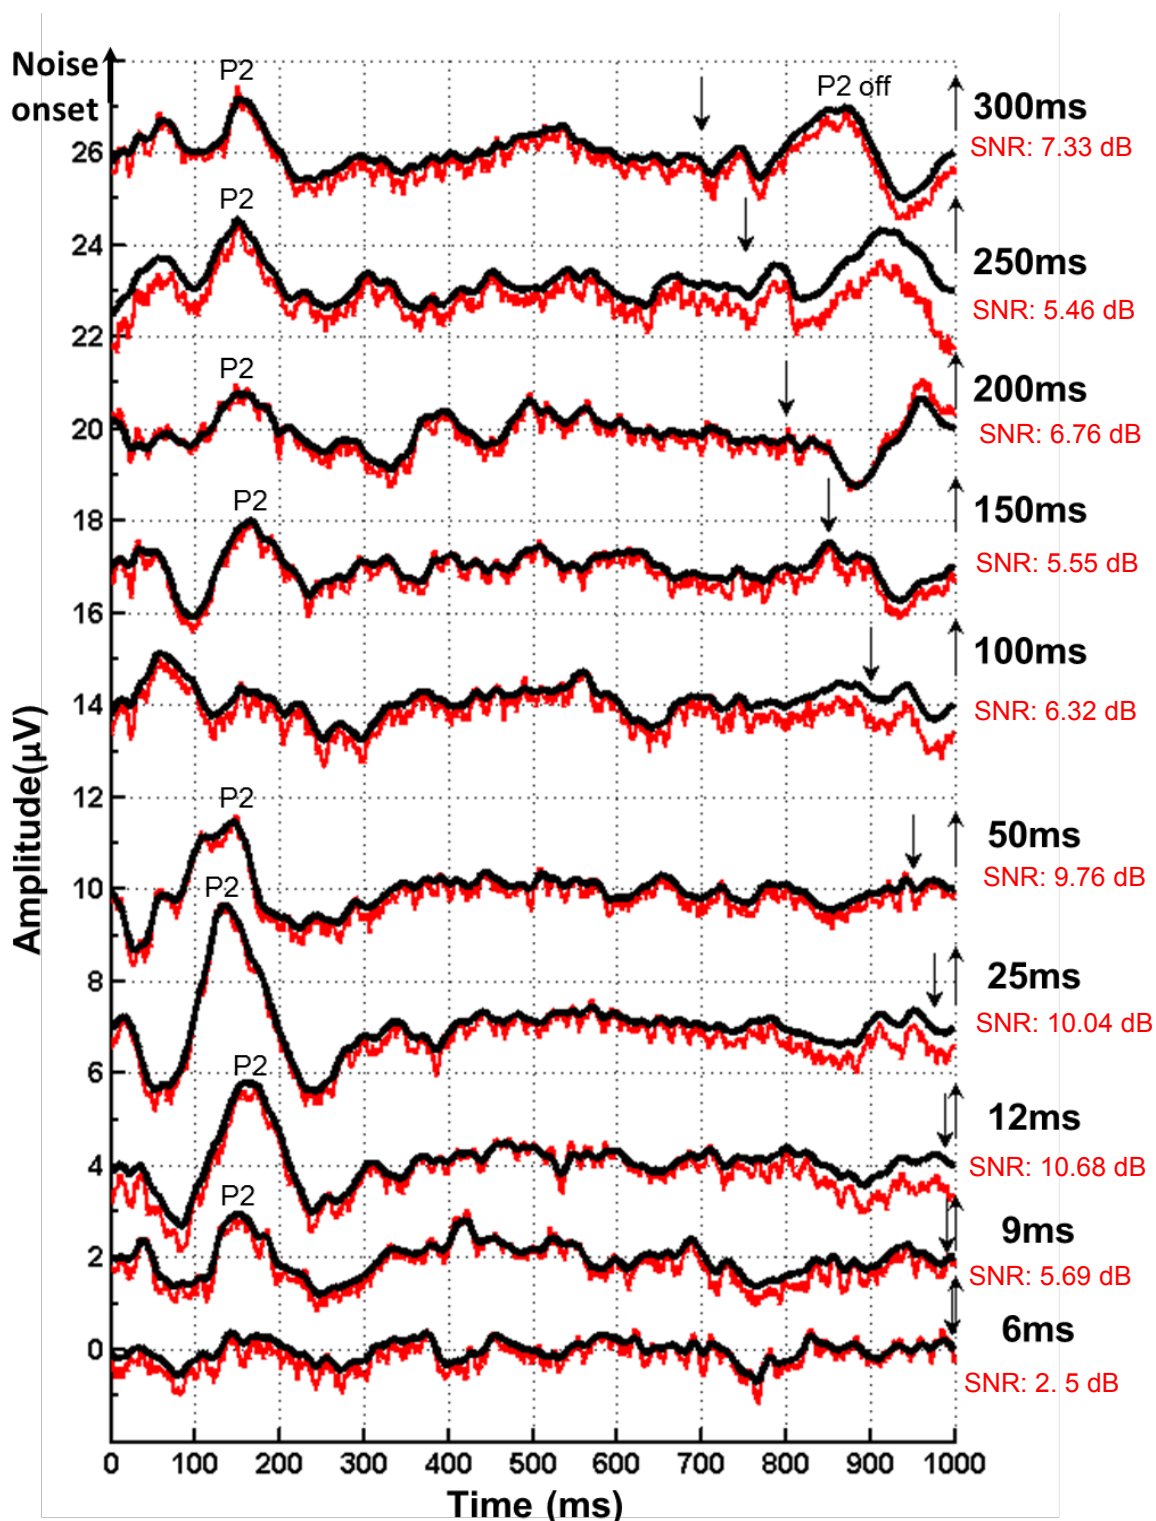 Noise
onset
P2
P2 off
300ms
SNR: 7.33 dB
26
P2
24
250ms
SNR: 5.46 dB
22
P2
200ms
20
SNR: 6.76 dB
P2
150ms
18
SNR: 5.55 dB
16
100ms
14
SNR: 6.32 dB
12
P2
50ms
10
SNR: 9.76 dB
P2
25ms
8
SNR: 10.04 dB
6
P2
12ms
4
SNR: 10.68 dB
P2
9ms
2
SNR: 5.69 dB
6ms
0
SNR: 2. 5 dB
Amplitude(µV)
0 100 200 300 400 500 600 700 800 900 1000
Time (ms)